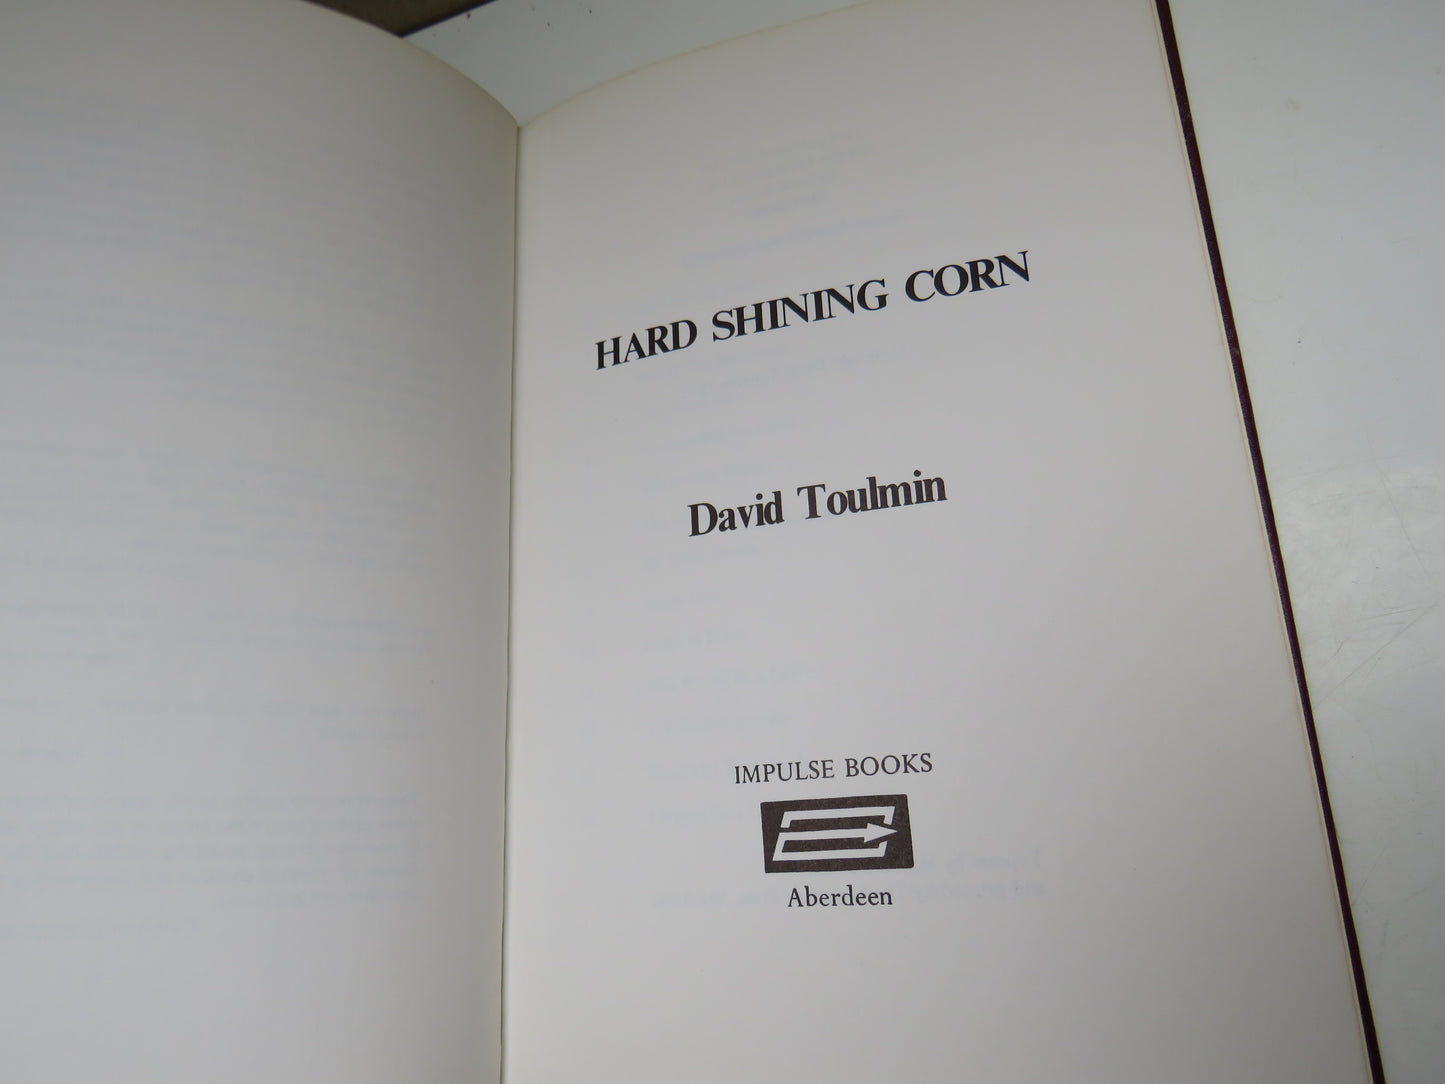 HARD SHINING CORN
David Toulmin
IMPULSE BOOKS
Aberdeen